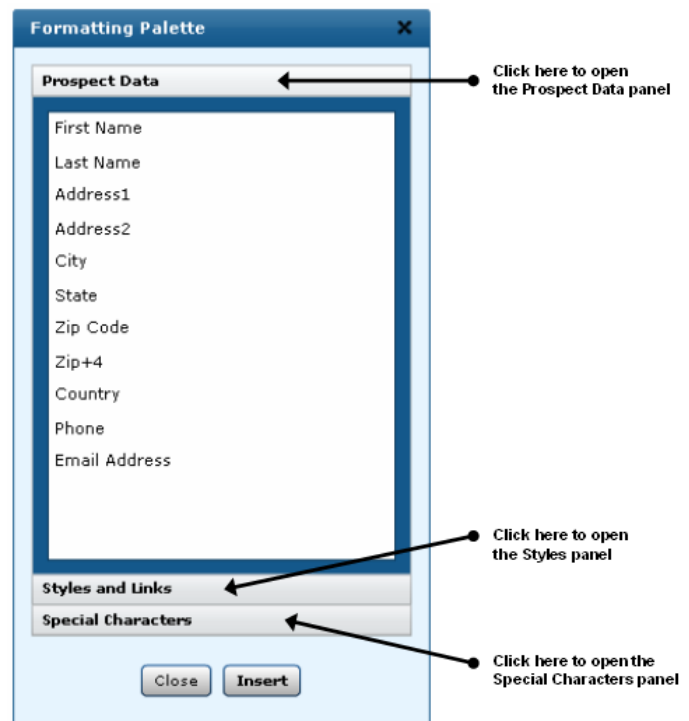 Formatting Palette
Prospect Data
Click here to open
the Prospect Data panel
First Name
Last Name
Address1
Address2
City
State
Zip Code
Zip+4
Country
Phone
Email Address
Click here to open
the Styles panel
Styles and Links
Special Characters
Click here to open the
Special Characters panel
Close Insert